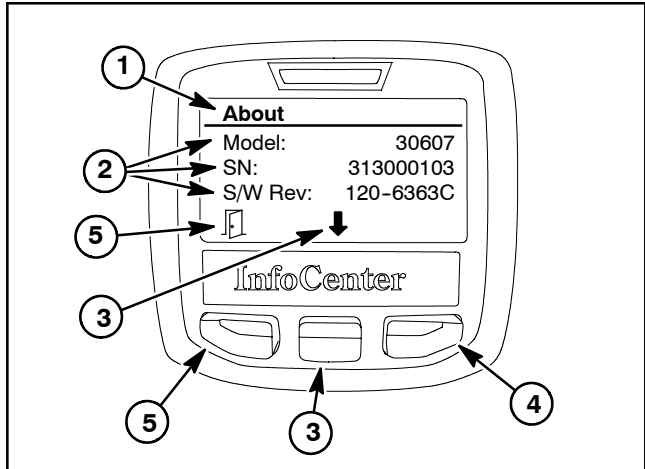 1
About
Model: 30607
2
SN: 313000103
S/W Rev: 120-6363C
5
3
InfoCenter
5
3
4